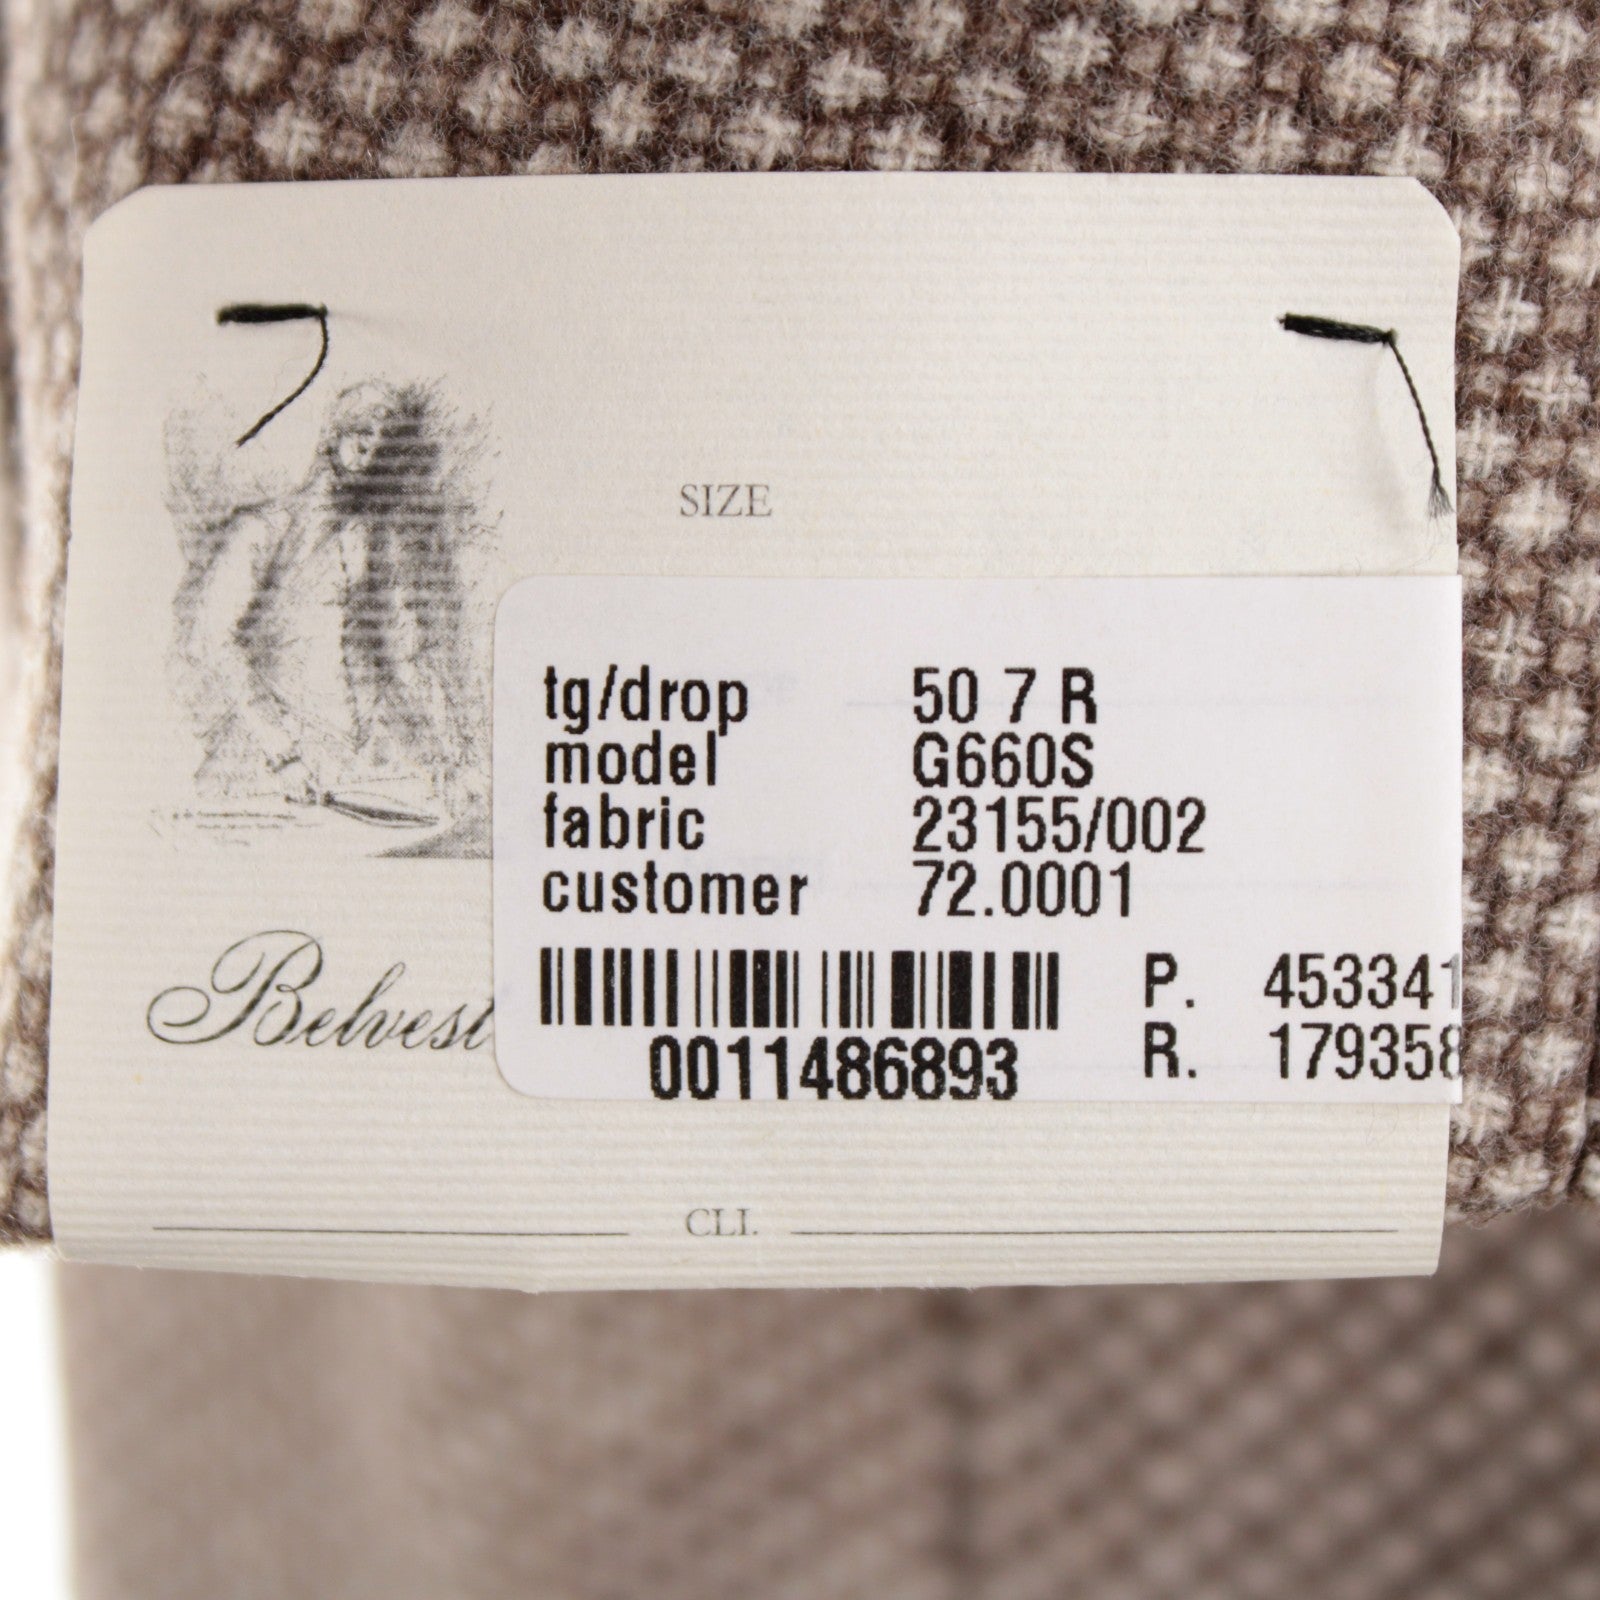 SIZE
tg/drop 50 7 R
model G660S
fabric 23155/002
customer 72.0001
Belvest
P. 453341
R. 179358
0011486893
CLI.